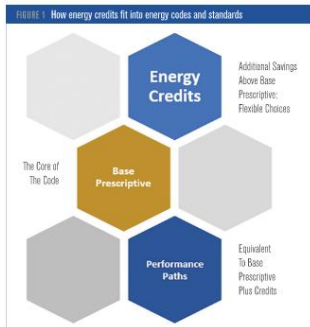 FIGURE 1 How energy credits fit into energy codes and standards
Energy
Credits
Additional Savings
Above Base
Prescriptive;
Flexible Choices
The Core of
The Code
Base
Prescriptive
Performance
Paths
Equivalent
To Base
Prescriptive
Plus Credits